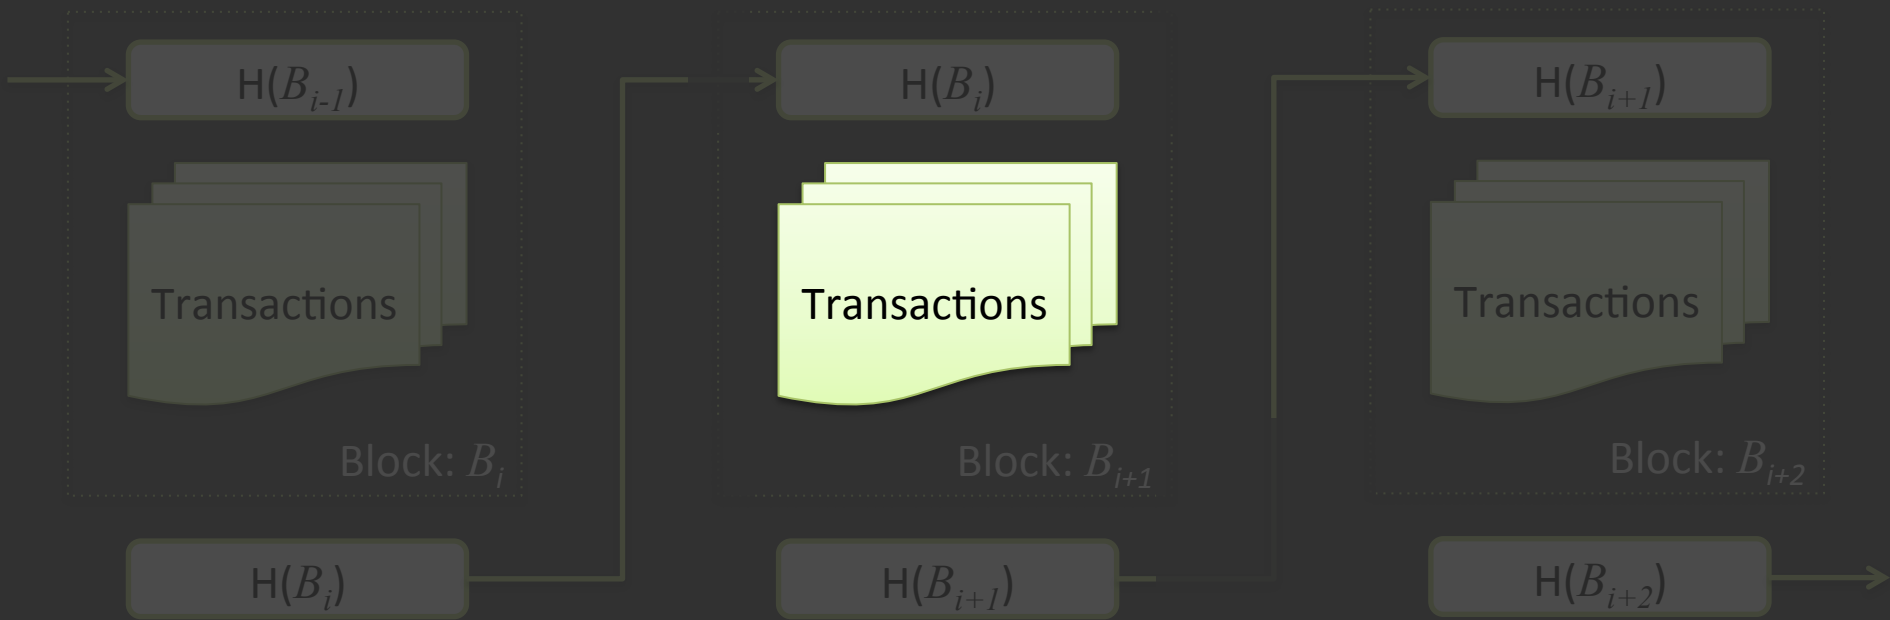 H(B_{i-1})
Transactions
Block: B_i
H(B_i)
H(B_i)
Transactions
Block: B_{i+1}
H(B_{i+1})
H(B_{i+1})
Transactions
Block: B_{i+2}
H(B_{i+2})